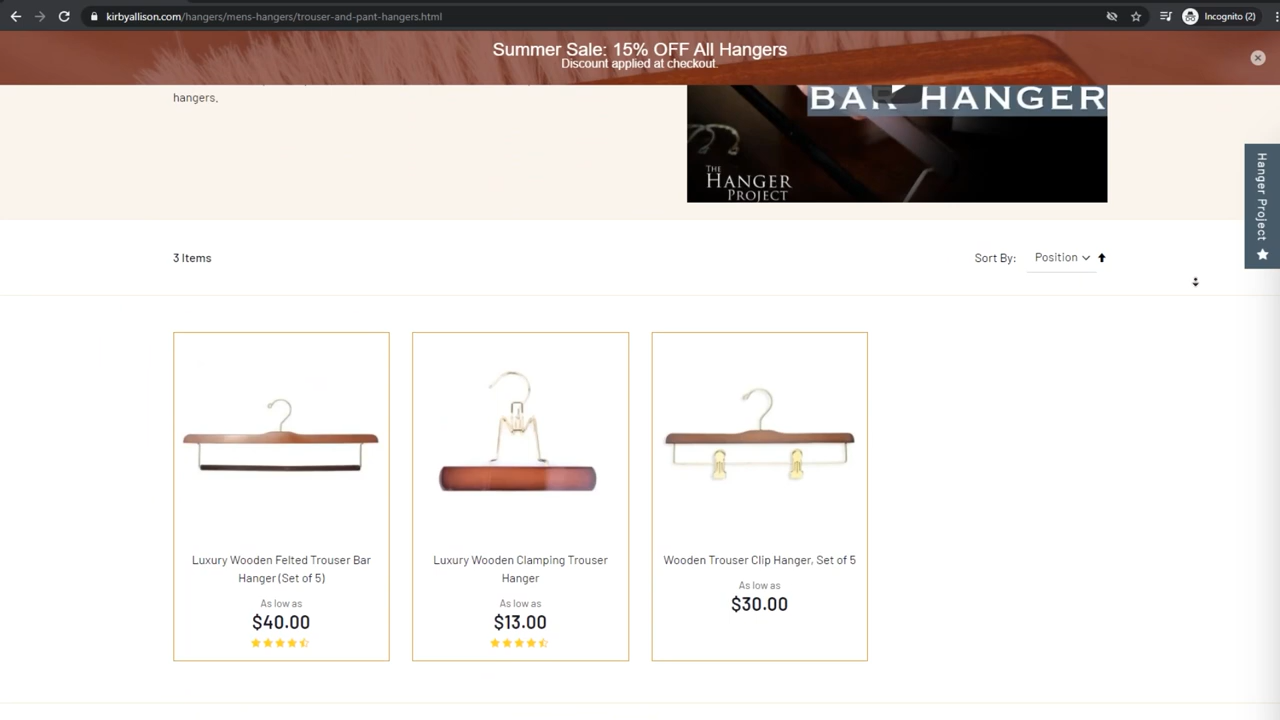 kirbyallison.com/hangers/mens-hangers/trouser-and-pant-hangers.html
Incognito (2)
Summer Sale: 15% OFF All Hangers
Discount applied at checkout.
hangers.
BAR HANGER
THE
HANGER
PROJECT
Hanger Project
3 Items
Sort By:
Position
Luxury Wooden Felted Trouser Bar
Hanger (Set of 5)
As low as
$40.00
Luxury Wooden Clamping Trouser
Hanger
As low as
$13.00
Wooden Trouser Clip Hanger, Set of 5
As low as
$30.00